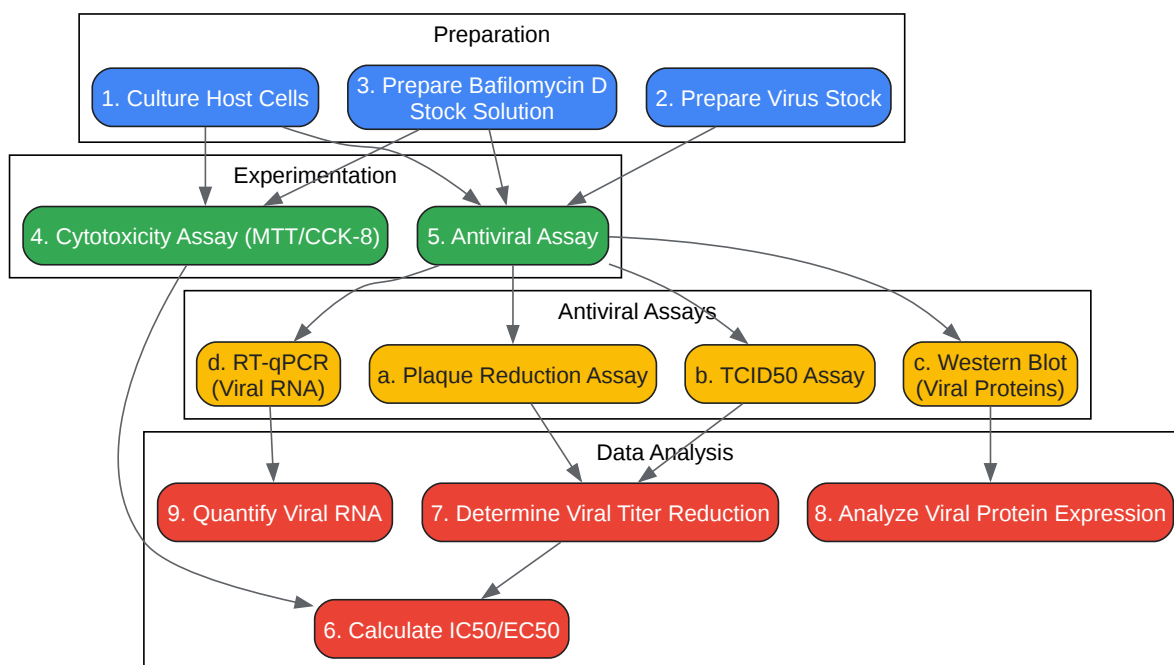 Preparation
1. Culture Host Cells
3. Prepare Bafilomycin D
Stock Solution
2. Prepare Virus Stock
Experimentation
4. Cytotoxicity Assay (MTT/CCK-8)
5. Antiviral Assay
Antiviral Assays
d. RT-qPCR
(Viral RNA)
a. Plaque Reduction Assay
b. TCID50 Assay
c. Western Blot
(Viral Proteins)
Data Analysis
9. Quantify Viral RNA
7. Determine Viral Titer Reduction
8. Analyze Viral Protein Expression
6. Calculate IC50/EC50